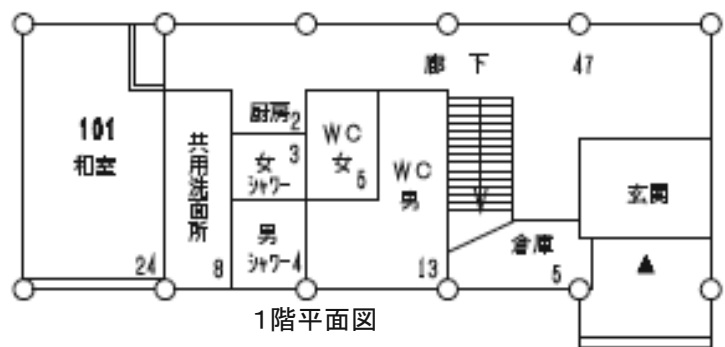 廊下 47
101
和室
24
共用洗面所
8
厨房 2
女
シャワー
3
男
シャワー 4
WC
女
5
WC
男
13
倉庫
5
玄関
▲
1階平面図